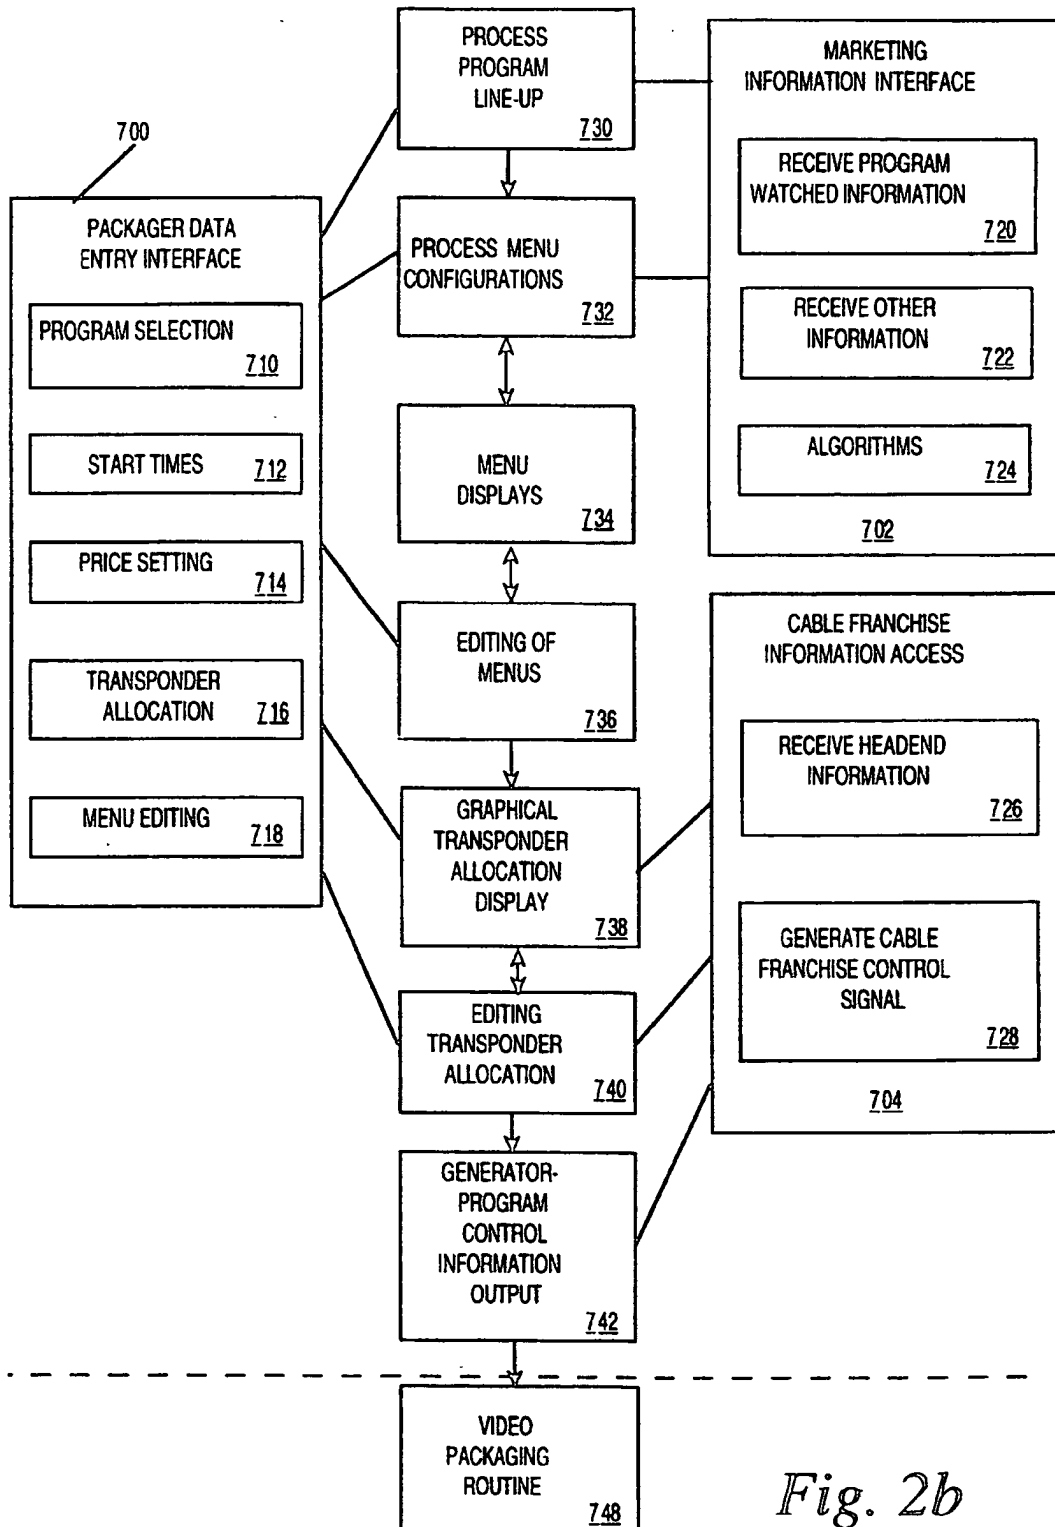 PROCESS
PROGRAM
LINE-UP
730
MARKETING
INFORMATION INTERFACE
RECEIVE PROGRAM
WATCHED INFORMATION
720
RECEIVE OTHER
INFORMATION
722
ALGORITHMS
724
702
700
PACKAGER DATA
ENTRY INTERFACE
PROGRAM SELECTION
710
START TIMES
712
PRICE SETTING
714
TRANSPONDER
ALLOCATION
716
MENU EDITING
718
PROCESS MENU
CONFIGURATIONS
732
MENU
DISPLAYS
734
EDITING OF
MENUS
736
GRAPHICAL
TRANSPONDER
ALLOCATION
DISPLAY
738
EDITING
TRANSPONDER
ALLOCATION
740
GENERATOR-
PROGRAM
CONTROL
INFORMATION
OUTPUT
742
CABLE FRANCHISE
INFORMATION ACCESS
RECEIVE HEADEND
INFORMATION
726
GENERATE CABLE
FRANCHISE CONTROL
SIGNAL
728
704
VIDEO
PACKAGING
ROUTINE
748
Fig. 2b